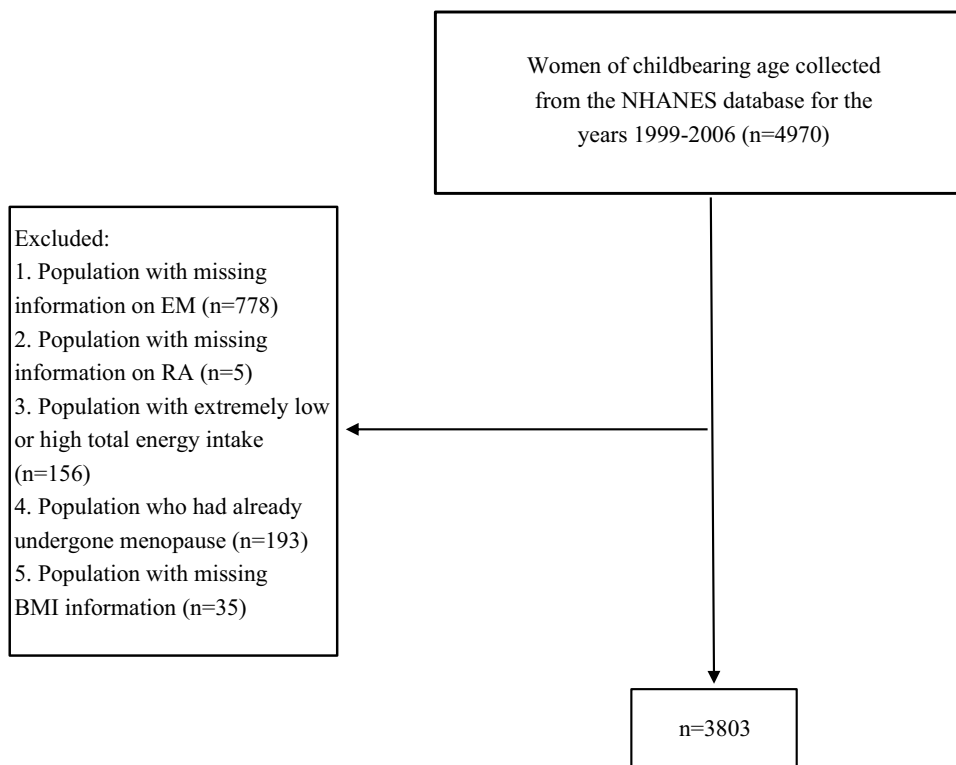 Women of childbearing age collected
from the NHANES database for the
years 1999-2006 (n=4970)
Excluded:
1. Population with missing
information on EM (n=778)
2. Population with missing
information on RA (n=5)
3. Population with extremely low
or high total energy intake
(n=156)
4. Population who had already
undergone menopause (n=193)
5. Population with missing
BMI information (n=35)
n=3803